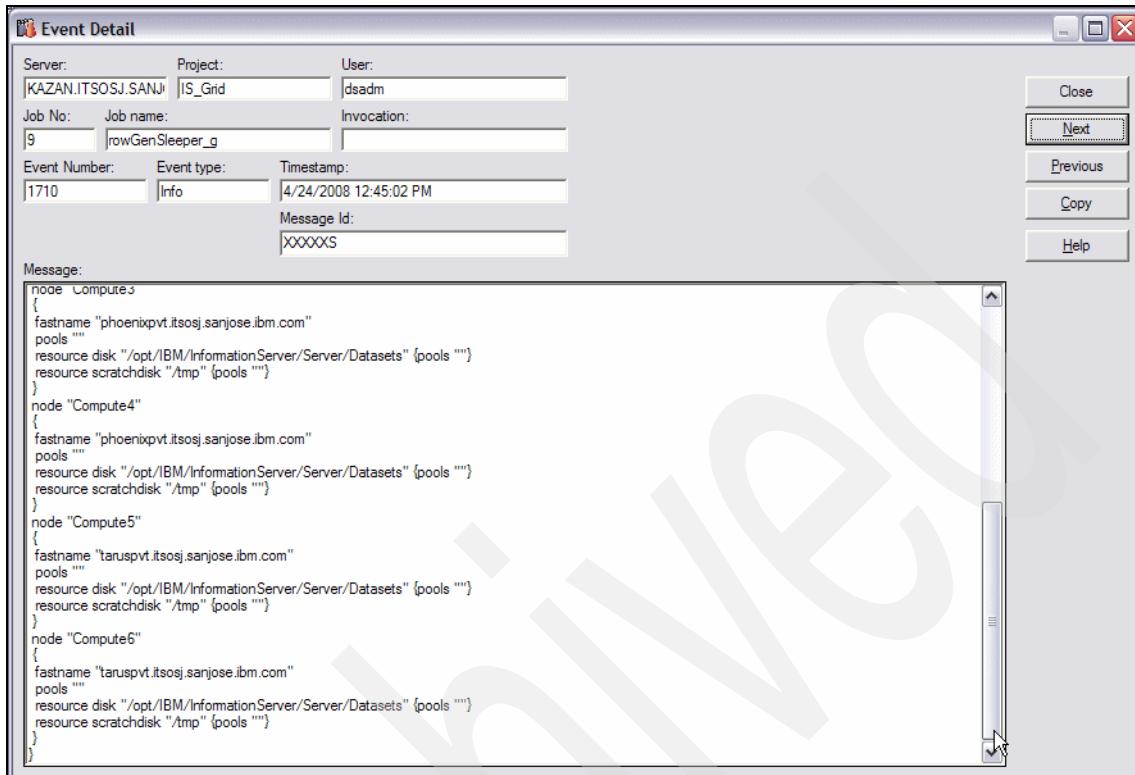 Event Detail
Server: Project: User:
KAZAN.ITSOSJ.SANJ IS_Grid dsadm
Close
Job No: Job name: Invocation:
9 rowGenSleeper_g
Next
Event Number: Event type: Timestamp:
Previous
1710 Info 4/24/2008 12:45:02 PM
Message Id:
Copy
XXXXXS
Help
Message:
node "Compute3
{
fastname "phoenixpvt.itsosj.sanjose.ibm.com"
pools ""
resource disk "/opt/IBM/InformationServer/Server/Datasets" {pools ""}
resource scratchdisk "/tmp" {pools ""}
}
node "Compute4"
{
fastname "phoenixpvt.itsosj.sanjose.ibm.com"
pools ""
resource disk "/opt/IBM/InformationServer/Server/Datasets" {pools ""}
resource scratchdisk "/tmp" {pools ""}
}
node "Compute5"
{
fastname "taruspvt.itsosj.sanjose.ibm.com"
pools ""
resource disk "/opt/IBM/InformationServer/Server/Datasets" {pools ""}
resource scratchdisk "/tmp" {pools ""}
}
node "Compute6"
{
fastname "taruspvt.itsosj.sanjose.ibm.com"
pools ""
resource disk "/opt/IBM/InformationServer/Server/Datasets" {pools ""}
resource scratchdisk "/tmp" {pools ""}
}
}
hived